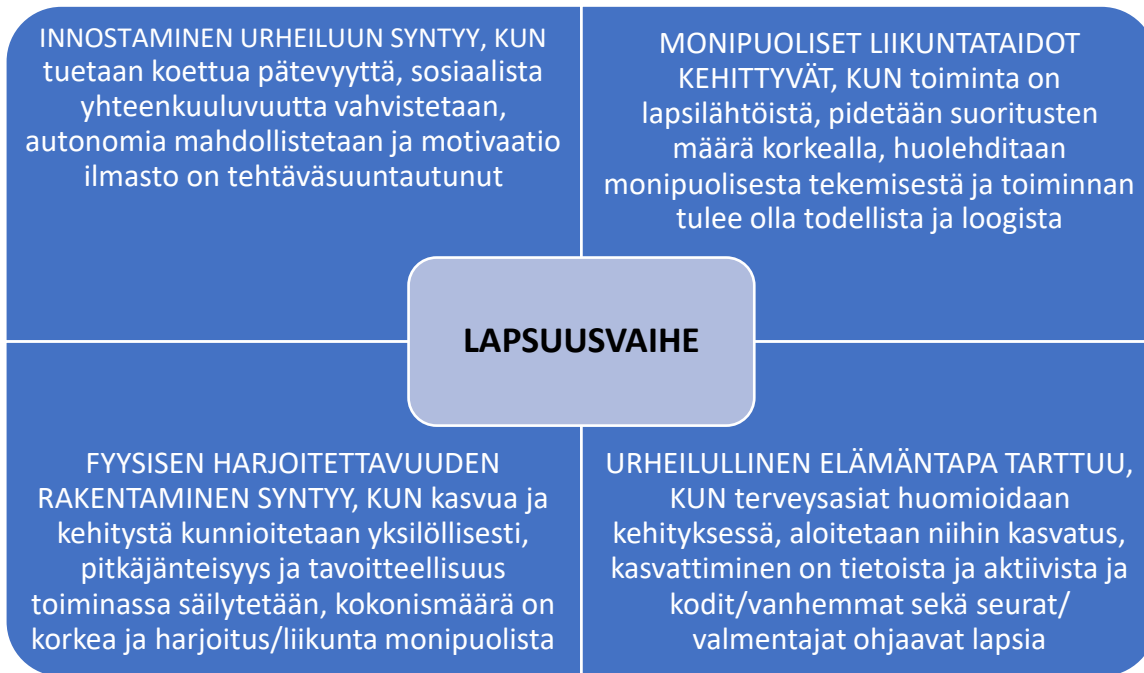 INNOSTAMINEN URHEILUUN SYNTYY, KUN
tuetaan koettua pätevyyttä, sosiaalista
yhteenkuuluvuutta vahvistetaan,
autonomia mahdollistetaan ja motivaatio
ilmasto on tehtäväsuuntautunut
MONIPUOLISET LIIKUNTATAIDOT
KEHITTYVÄT, KUN toiminta on
lapsilähtöistä, pidetään suoritusten
määrä korkealla, huolehditaan
monipuolisesta tekemisestä ja toiminnan
tulee olla todellista ja loogista
LAPSUUSVAIHE
FYYSISEN HARJOITETTAVUUDEN
RAKENTAMINEN SYNTYY, KUN kasvua ja
kehitystä kunnioitetaan yksilöllisesti,
pitkäjänteisyys ja tavoitteellisuus
toiminassa säilytetään, kokonismäärä on
korkea ja harjoitus/liikunta monipuolista
URHEILULLINEN ELÄMÄNTAPA TARTTUU,
KUN terveysasiat huomioidaan
kehityksessä, aloitetaan niihin kasvatus,
kasvattiminen on tietoista ja aktiivista ja
kodit/vanhemmat sekä seurat/
valmentajat ohjaavat lapsia